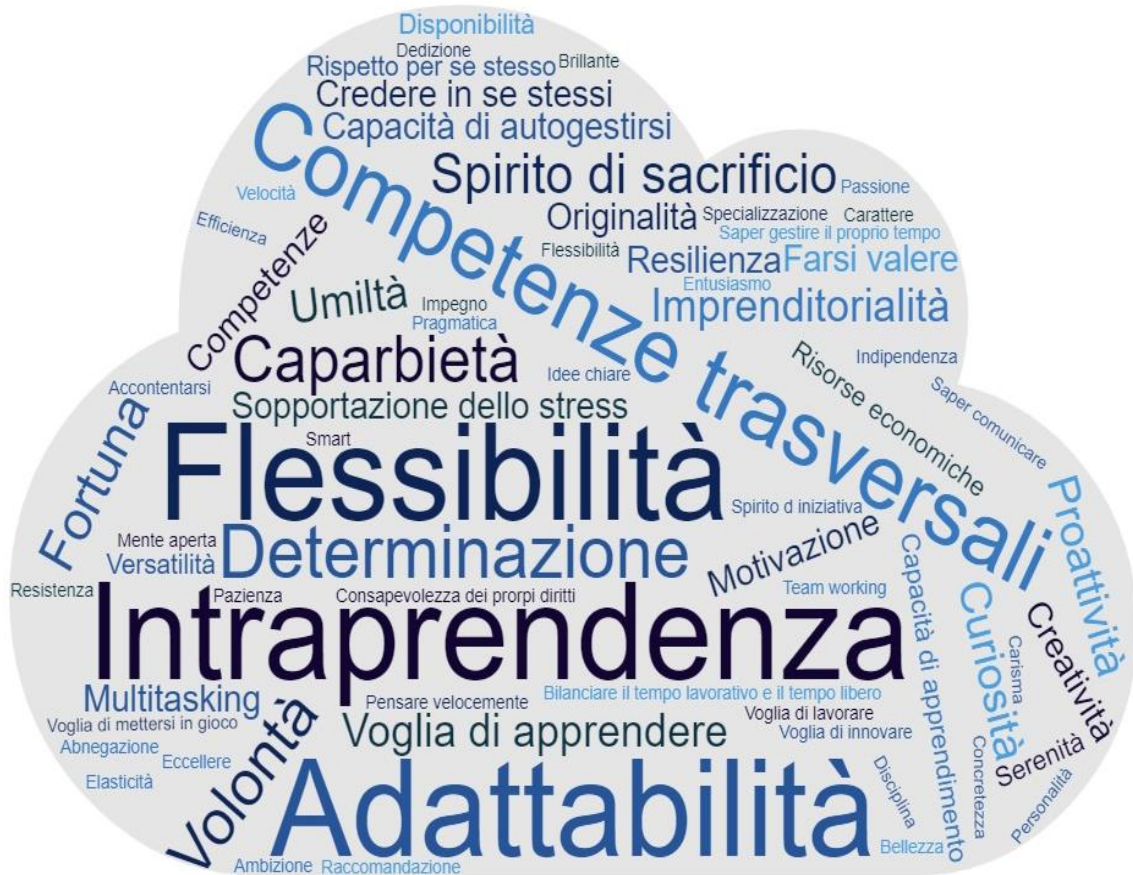 Disponibilità
Dedizione
Brillante
Rispetto per se stesso
Credere in se stessi
Capacità di autogestirsi
Competenze trasversali
Spirito di sacrificio
Passione
Velocità
Efficienza
Competenze
Originalità
Specializzazione
Carattere
Saper gestire il proprio tempo
Flessibilità
Resilienza
Farsi valere
Entusiasmo
Imprenditorialità
Umiltà
Impegno
Pragmatica
Caparbietà
Idee chiare
Risorse economiche
Indipendenza
Saper comunicare
Accontentarsi
Fortuna
Sopportazione dello stress
Smart
Flessibilità
Spirito d iniziativa
Proattività
Mente aperta
Versatilità
Determinazione
Motivazione
Resistenza
Pazienza
Consapevolezza dei prorpi diritti
Team working
Capacità di apprendimento
Curiosità
Carisma
Creatività
Intraprendenza
Multitasking
Pensare velocemente
Bilanciare il tempo lavorativo e il tempo libero
Voglia di mettersi in gioco
Volontà
Voglia di apprendere
Voglia di lavorare
Voglia di innovare
Abnegazione
Eccellere
Elasticità
Adattabilità
Disciplina
Concretezza
Serenità
Personalità
Bellezza
Ambizione
Raccomandazione